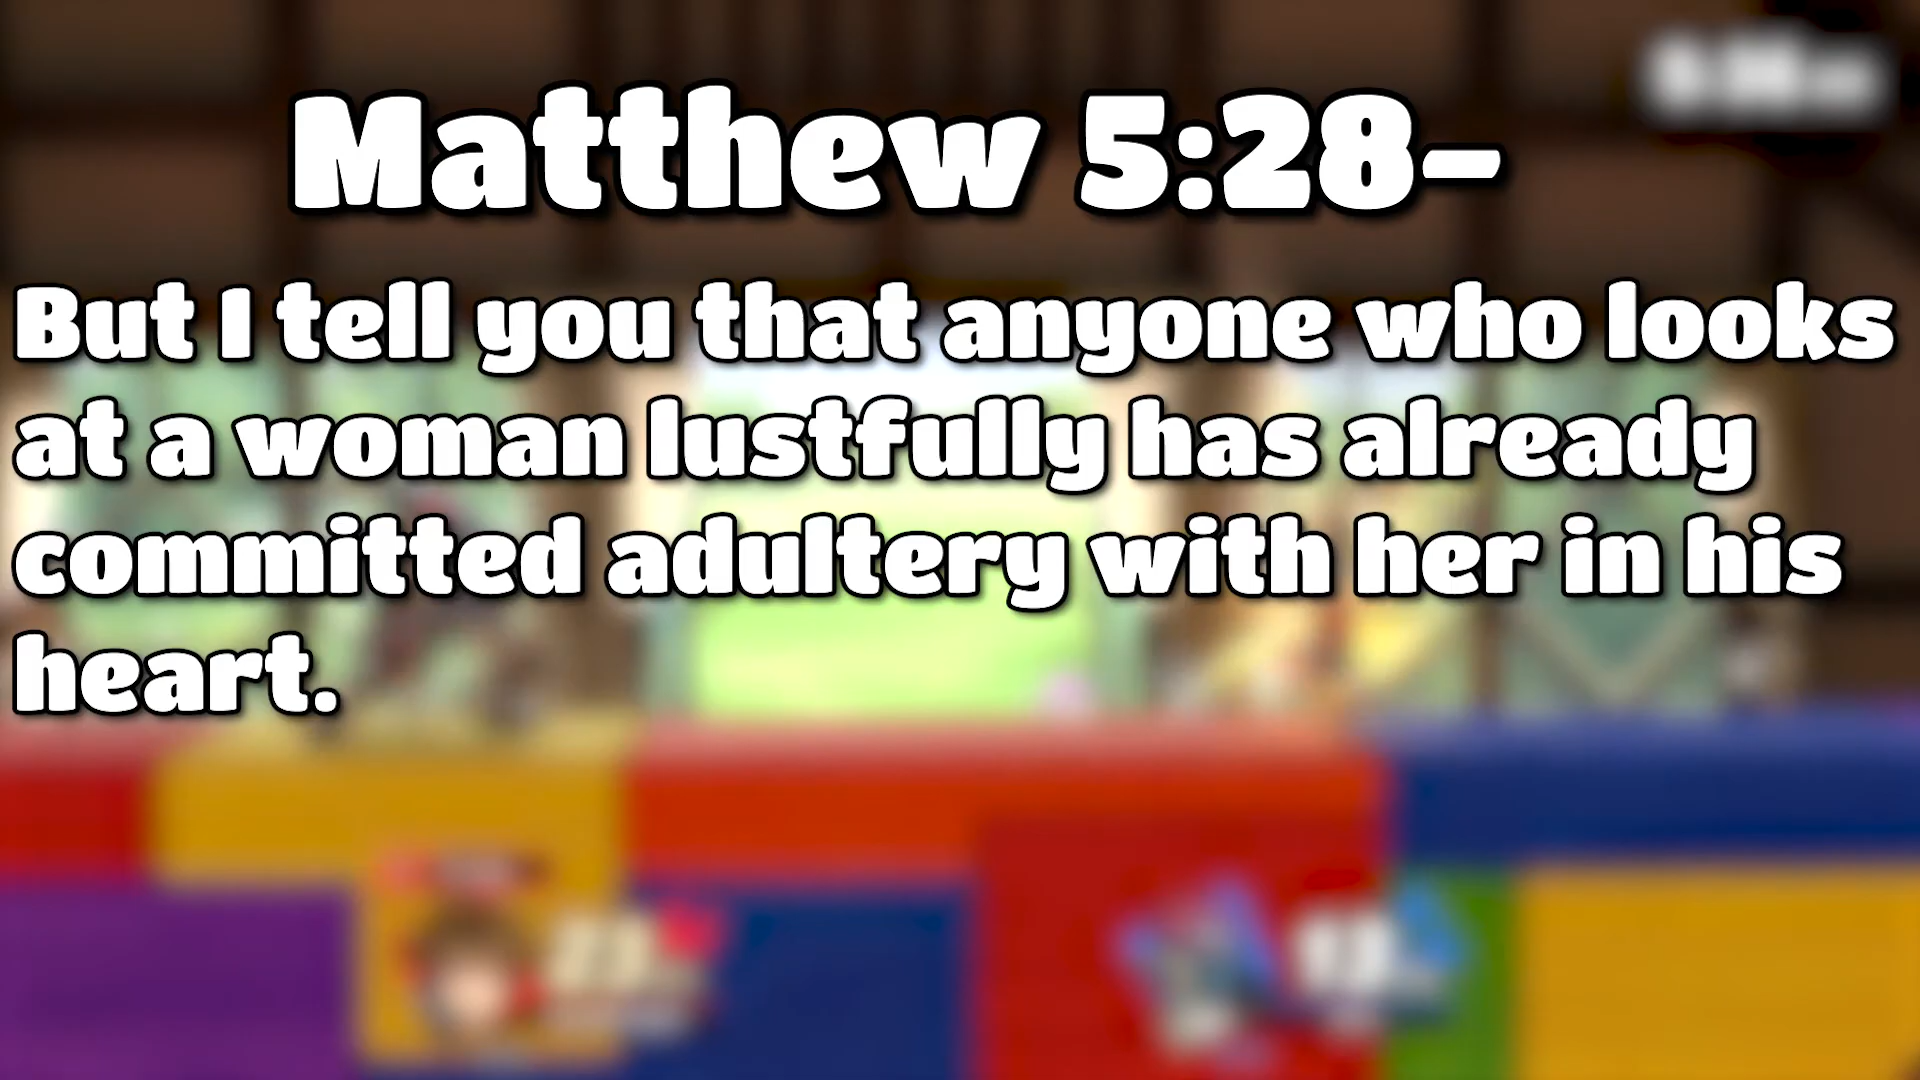 Matthew 5:28-
But I tell you that anyone who looks
at a woman lustfully has already
committed adultery with her in his
heart.